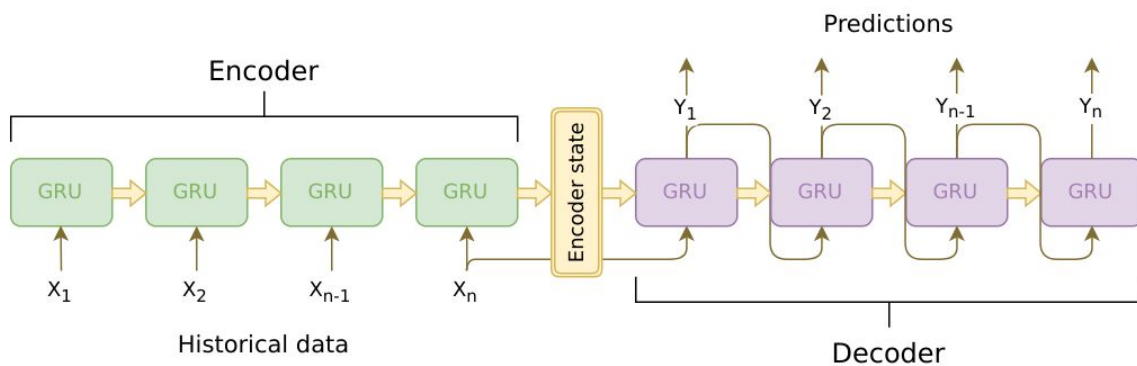 Predictions
Encoder
Y1 Y2 Yn-1 Yn
GRU GRU GRU GRU Encoder state GRU GRU GRU GRU
X1 X2 Xn-1 Xn
Historical data
Decoder